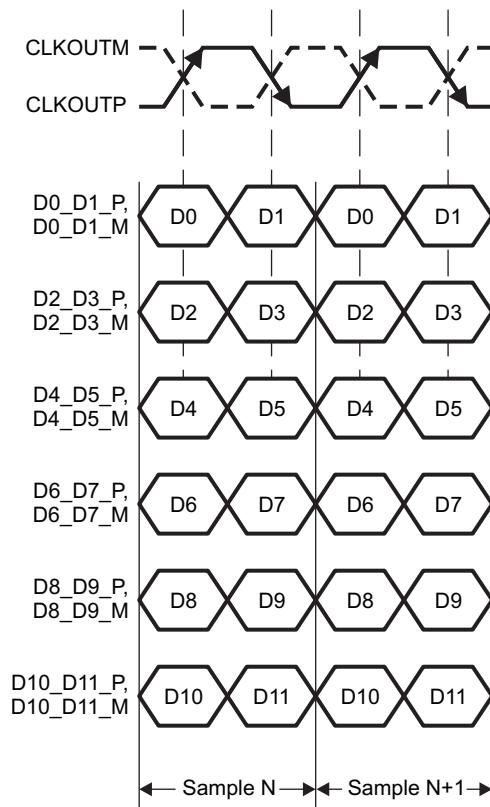 CLKOUTM
CLKOUTP
D0_D1_P,
D0_D1_M
D0 D1 D0 D1
D2_D3_P,
D2_D3_M
D2 D3 D2 D3
D4_D5_P,
D4_D5_M
D4 D5 D4 D5
D6_D7_P,
D6_D7_M
D6 D7 D6 D7
D8_D9_P,
D8_D9_M
D8 D9 D8 D9
D10_D11_P,
D10_D11_M
D10 D11 D10 D11
Sample N Sample N+1